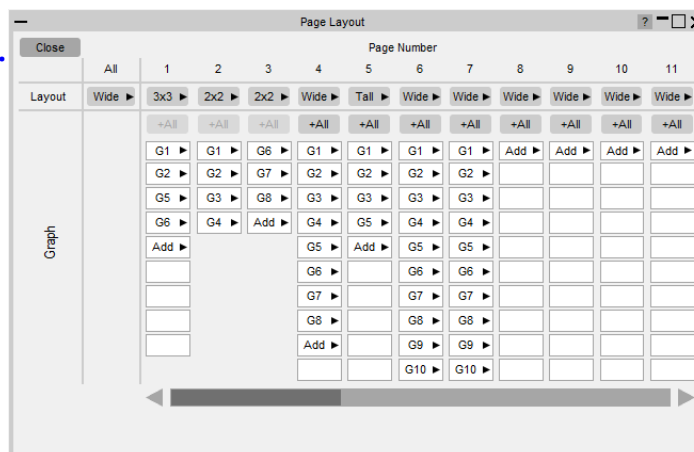 Page Layout ?
Close Page Number
All 1 2 3 4 5 6 7 8 9 10 11
Layout Wide 3x3 2x2 2x2 Wide Tall Wide Wide Wide Wide Wide Wide
+All +All +All +All +All +All +All +All +All +All +All
G1 G1 G6 G1 G1 G1 G1 Add Add Add Add
G2 G2 G7 G2 G2 G2 G2
G5 G3 G8 G3 G3 G3 G3
G6 G4 Add G4 G5 G4 G4
Graph
Add G5 Add G5 G5
G6 G6 G6
G7 G7 G7
G8 G8 G8
Add G9 G9
G10 G10